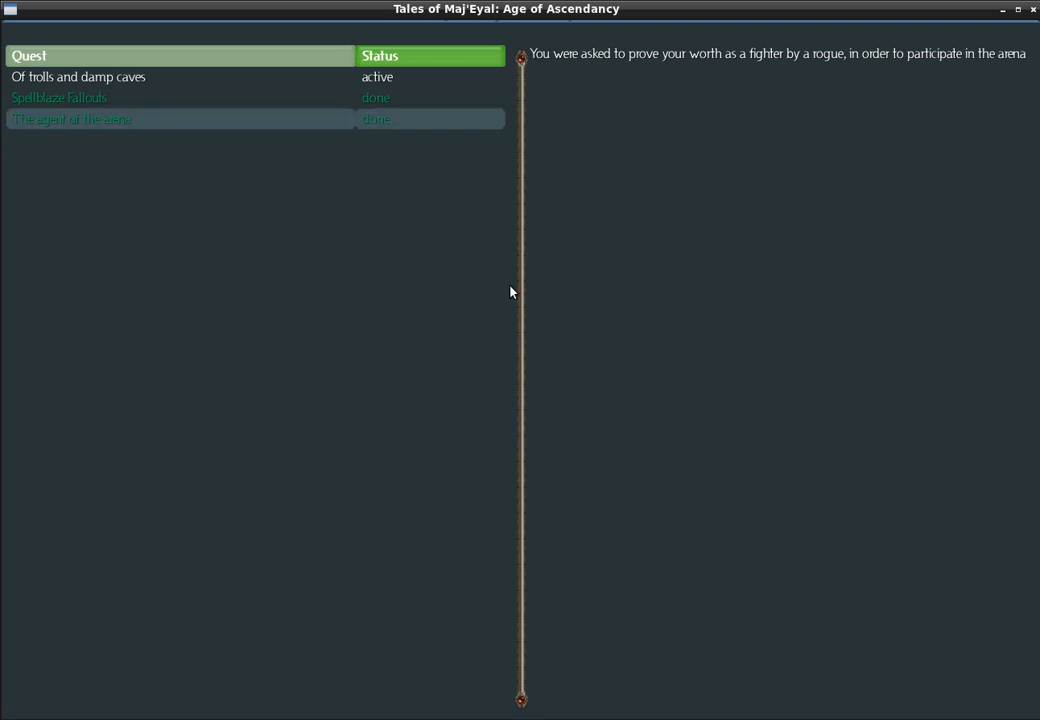 Tales of Maj'Eyal: Age of Ascendancy
Quest Status
Of trolls and damp caves active
Spellblaze Fallouts done
The agent of the arena done
You were asked to prove your worth as a fighter by a rogue, in order to participate in the arena